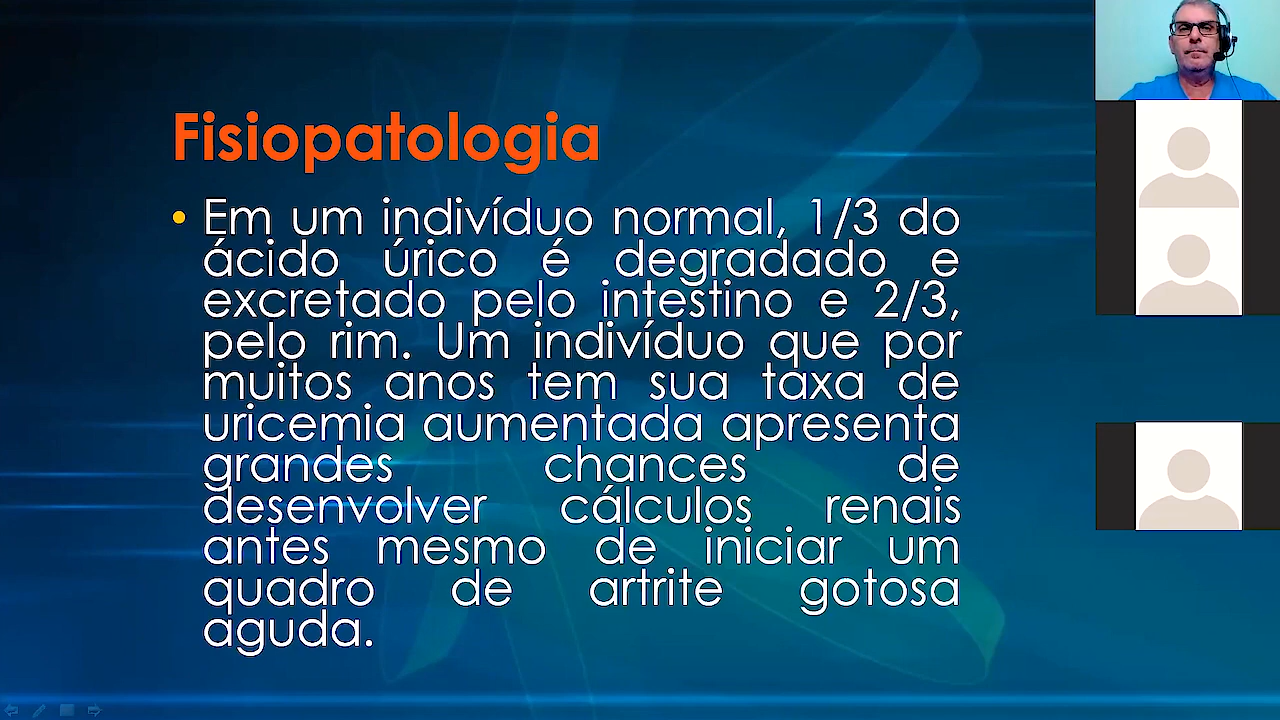 Fisiopatologia
• Em um indivíduo normal, 1/3 do
ácido úrico é degradado e
excretado pelo intestino e 2/3,
pelo rim. Um indivíduo que por
muitos anos tem sua taxa de
uricemia aumentada apresenta
grandes chances de
desenvolver cálculos renais
antes mesmo de iniciar um
quadro de artrite gotosa
aguda.